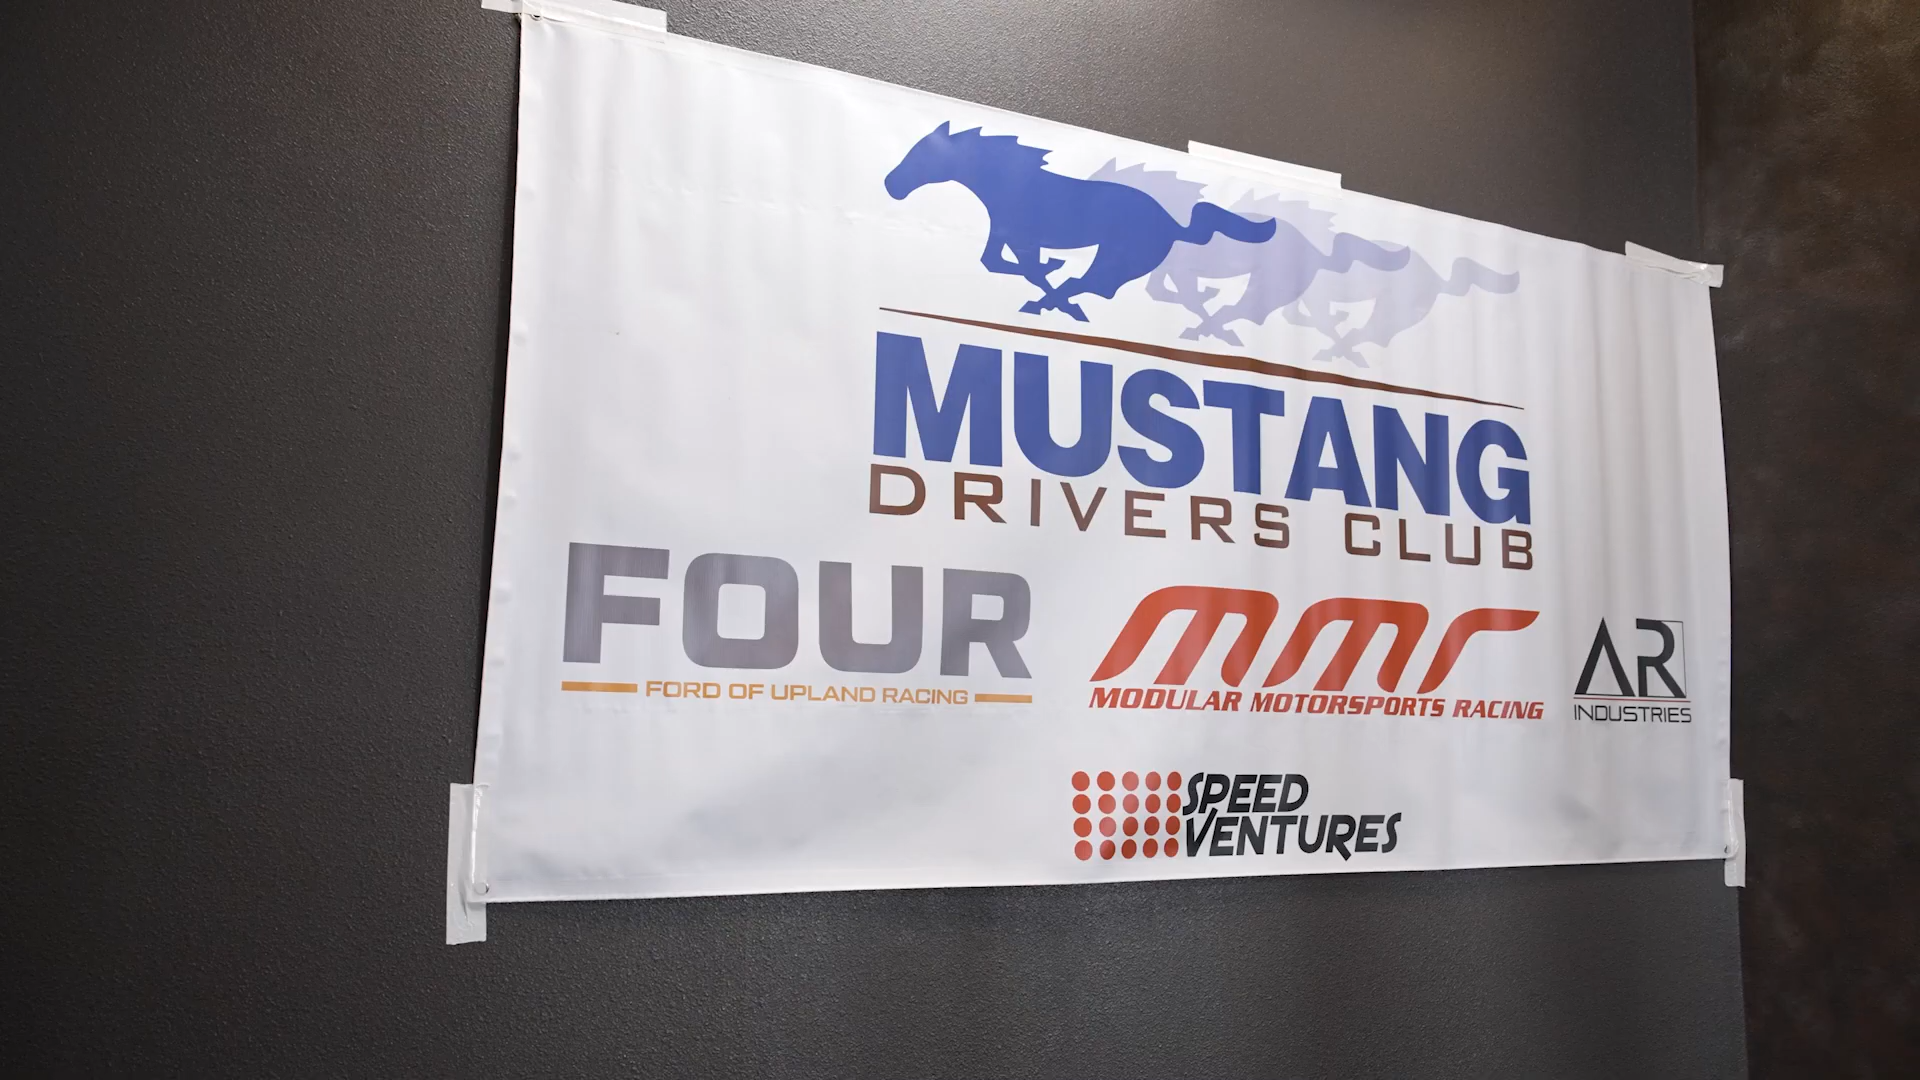 MUSTANG
DRIVERS CLUB
FOUR
FORD OF UPLAND RACING
mmr
MODULAR MOTORSPORTS RACING
AR
INDUSTRIES
SPEED
VENTURES